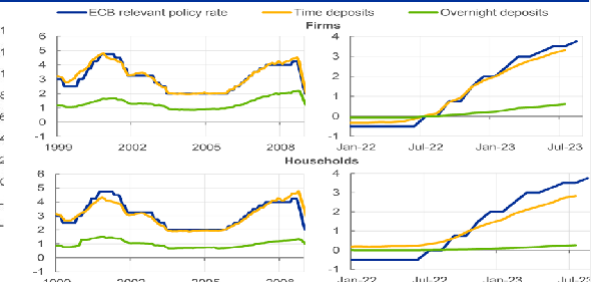 ECB relevant policy rate Time deposits Overnight deposits
Firms
6 5 4 3 2 1 0 -1
1999 2002 2005 2008
4 3 2 1 0 -1
Jan-22 Jul-22 Jan-23 Jul-23
Households
6 5 4 3 2 1 0 -1
1999 2002 2005 2008
4 3 2 1 0 -1
Jan-22 Jul-22 Jan-23 Jul-23